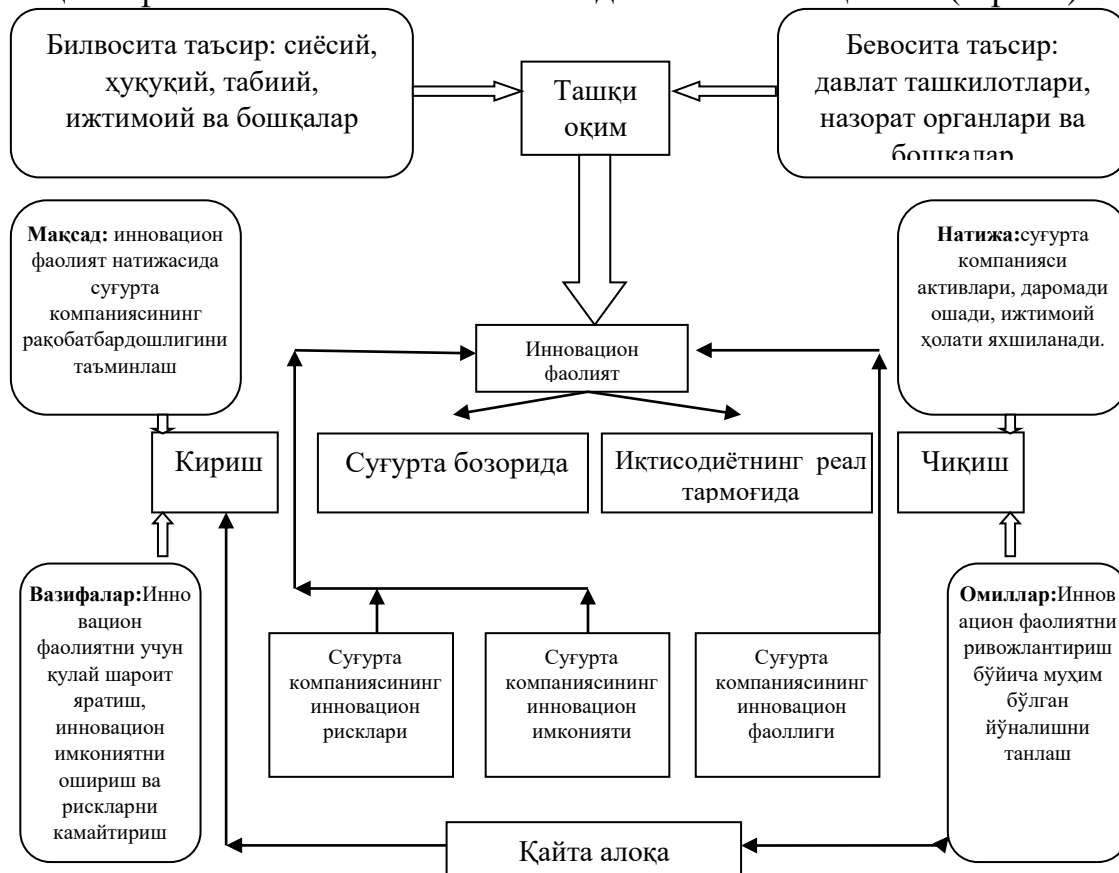 Билвосита таъсир: сиёсий,
ҳуқуқий, табиий,
ижтимоий ва бошқалар
Ташқи
оқим
Бевосита таъсир:
давлат ташкилотлари,
назорат органлари ва
бошқалар
Мақсад: инновацион
фаолият натижасида
суғурта
компаниясининг
рақобатбардошлигини
таъминлаш
Натижа:суғурта
компанияси
активлари, даромади
ошади, ижтимоий
ҳолати яхшиланади.
Инновацион
фаолият
Кириш
Суғурта бозорида
Иқтисодиётнинг реал
тармоғида
Чиқиш
Вазифалар:Инно
вацион
фаолиятни учун
қулай шароит
яратиш,
инновацион
имкониятни
ошириш ва
рискларни
камайтириш
Суғурта
компаниясининг
инновацион
рисклари
Суғурта
компаниясининг
инновацион
имконияти
Суғурта
компаниясининг
инновацион
фаоллиги
Омиллар:Иннов
ацион фаолиятни
ривожлантириш
бўйича муҳим
бўлган
йўналишни
танлаш
Қайта алоқа